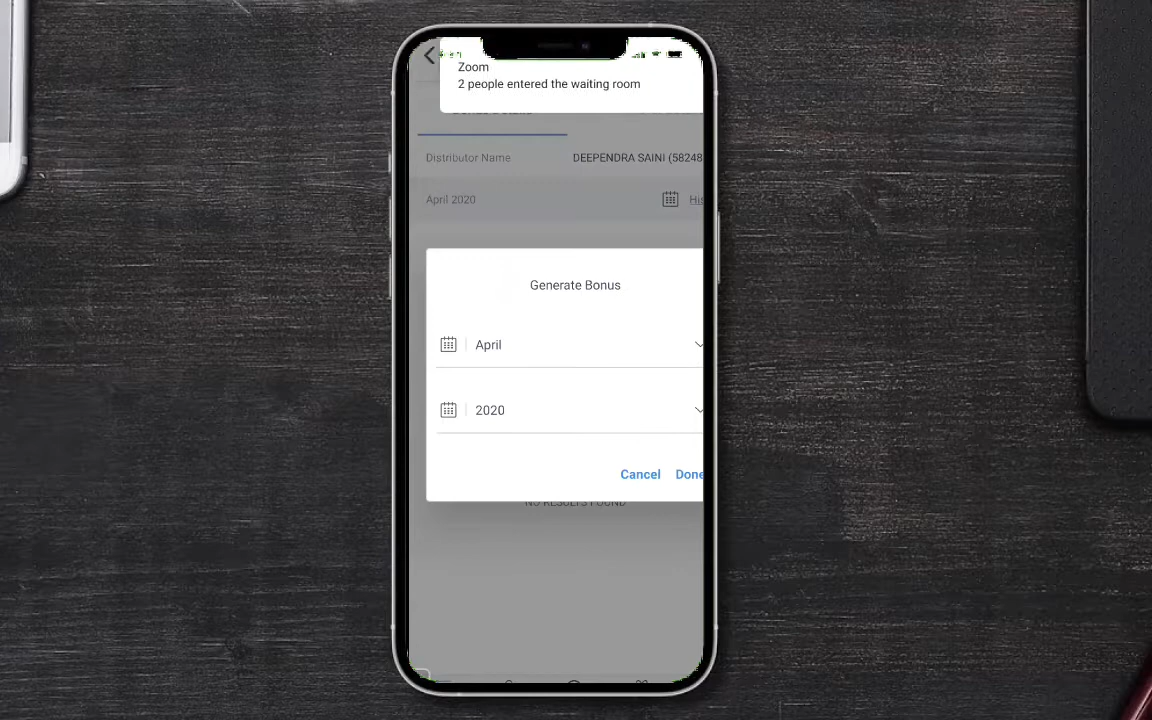 Zoom
2 people entered the waiting room
Distributor Name
DEEPENDRA SAINI (58248
April 2020
Generate Bonus
April
2020
Cancel
Done
NO RESULTS FOUND